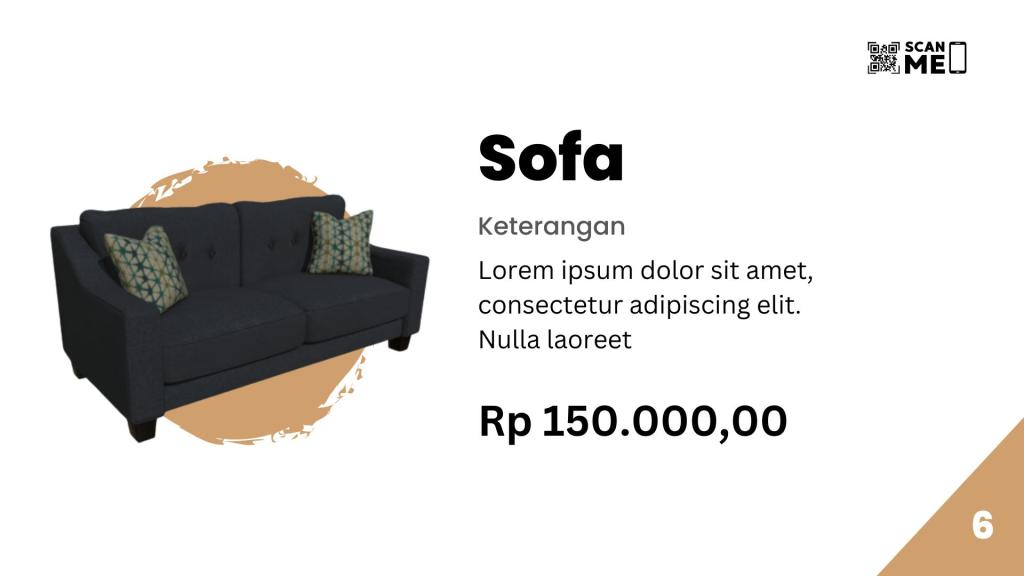 SCAN
ME
Sofa
Keterangan
Lorem ipsum dolor sit amet,
consectetur adipiscing elit.
Nulla laoreet
Rp 150.000,00
6